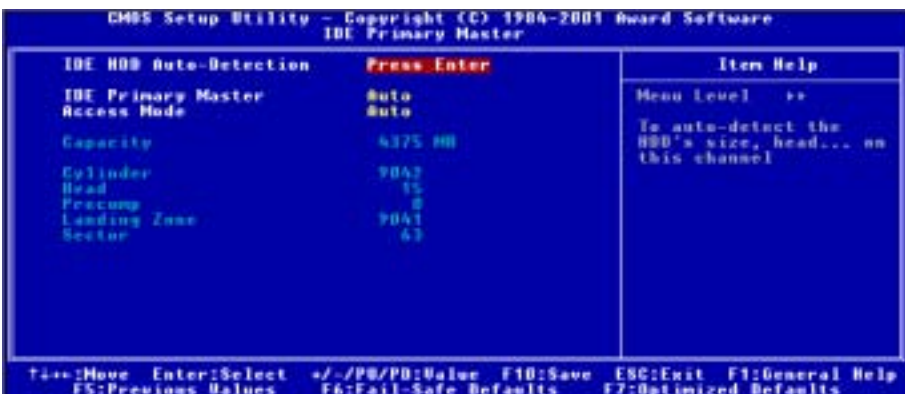 CMOS Setup Utility - Copyright (C) 1984-2001 Award Software
IDE Primary Master
IDE HDD Auto-Detection Press Enter
IDE Primary Master Auto
Access Mode Auto
Capacity 4375 MB
Cylinder 9042
Head 15
Precomp 0
Landing Zone 9041
Sector 63
Item Help
Menu Level ►►
To auto-detect the
HDD's size, head... on
this channel
↑↓→←:Move Enter:Select +/-/PU/PD:Value F10:Save ESC:Exit F1:General Help
F5:Previous Values F6:Fail-Safe Defaults F7:Optimized Defaults